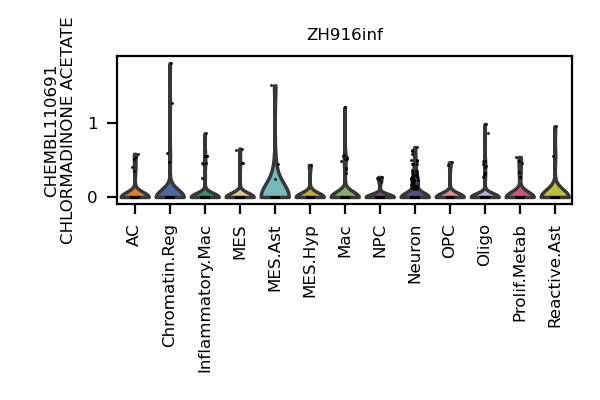 ZH916inf
CHEMBL110691
CHLORMADINONE ACETATE
1
0
AC
Chromatin.Reg
Inflammatory.Mac
MES
MES.Ast
MES.Hyp
Mac
NPC
Neuron
OPC
Oligo
Prolif.Metab
Reactive.Ast